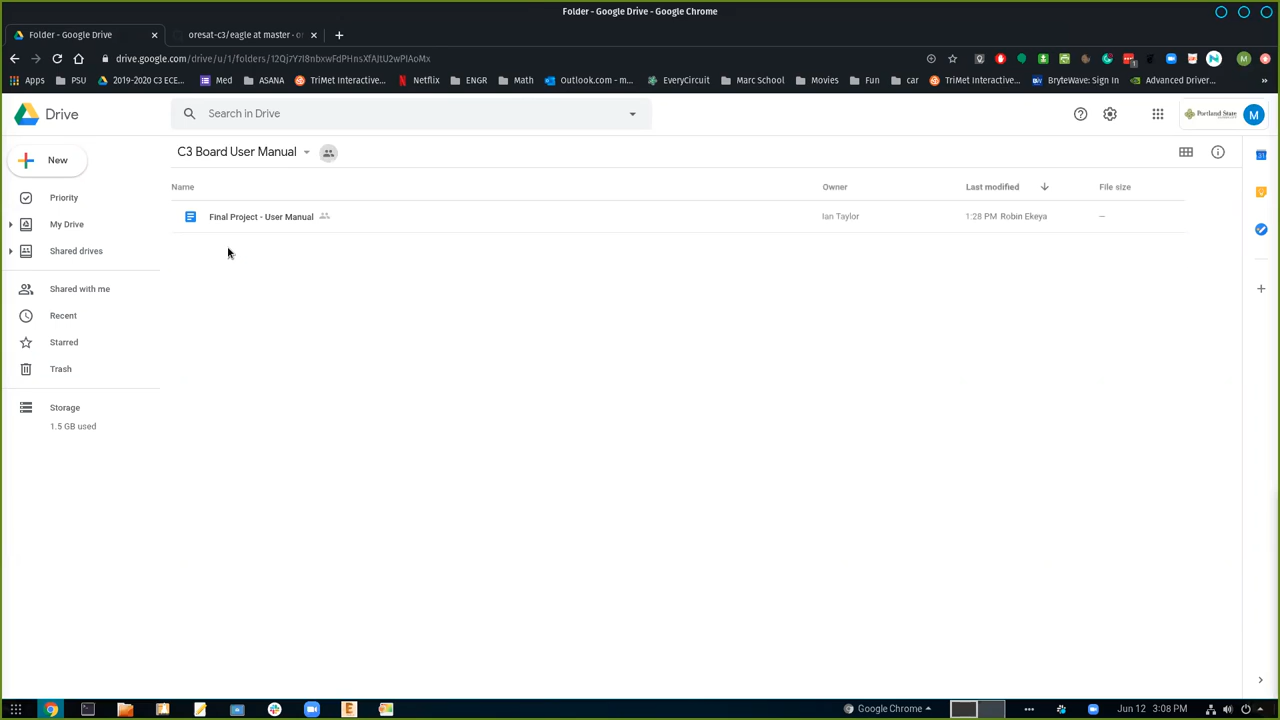 Folder - Google Drive - Google Chrome
Folder - Google Drive
oresat-c3/eagle at master · o
drive.google.com/drive/u/1/folders/
Apps PSU 2019-2020 C3 ECE... Med ASANA TriMet Interactive... Netflix ENGR Math Outlook.com - m... EveryCircuit Marc School Movies Fun car TriMet Interactive... BryteWave: Sign In Advanced Driver... »
Drive
Search in Drive
Portland State
M
New
C3 Board User Manual
Name Owner Last modified File size
Final Project - User Manual Ian Taylor 1:28 PM Robin Ekeya —
Priority
My Drive
Shared drives
Shared with me
Recent
Starred
Trash
Storage
1.5 GB used
Google Chrome
Jun 12 3:08 PM